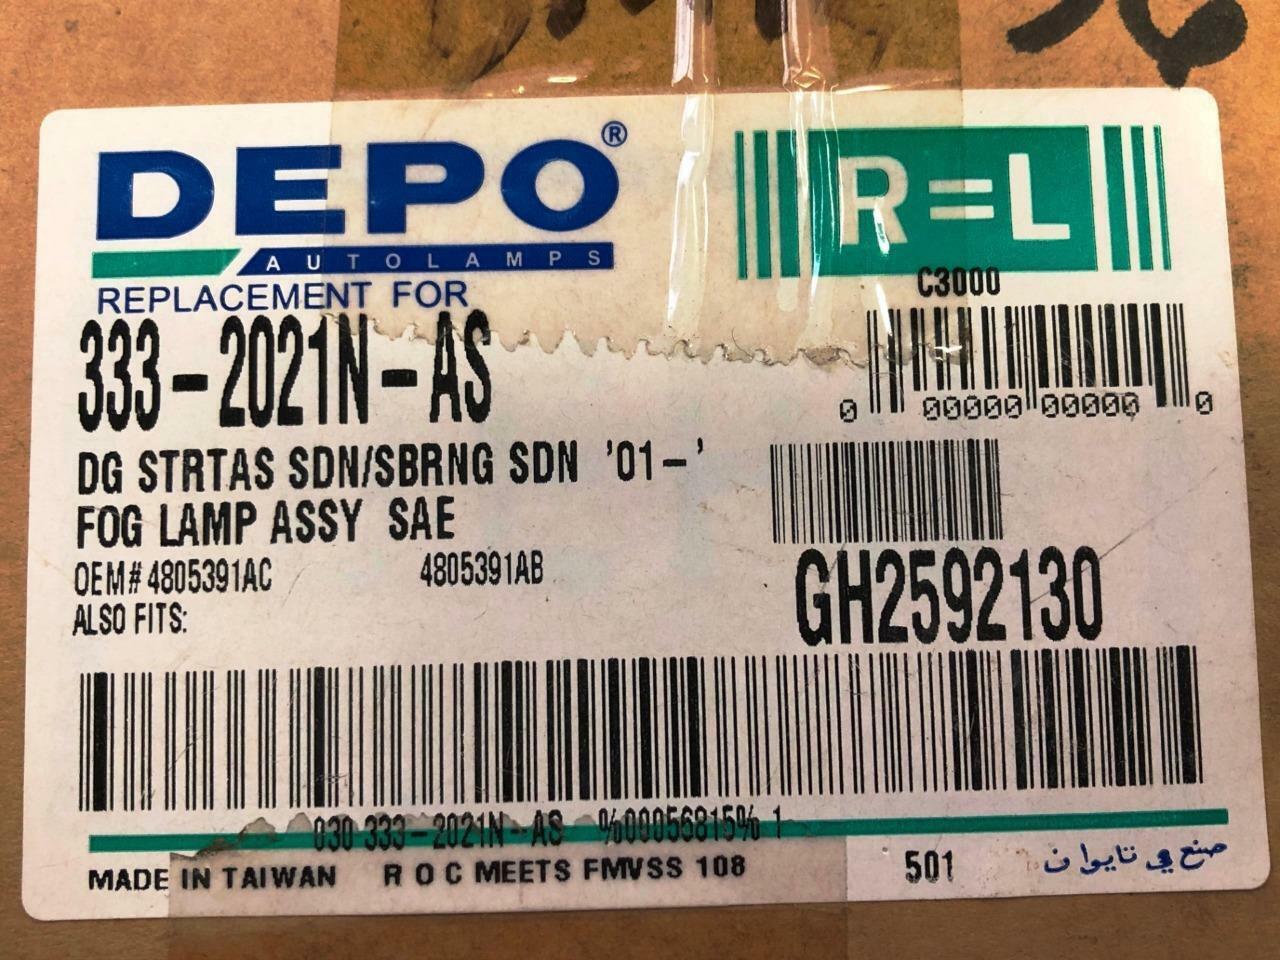 DEPO®
AUTOLAMPS
R=L
REPLACEMENT FOR
C3000
333-2021N-AS
0 00000 00000 0
DG STRTAS SDN/SBRNG SDN '01-'
FOG LAMP ASSY SAE
OEM#4805391AC 4805391AB
GH2592130
ALSO FITS:
030 333-2021N-AS %00056815% 1
MADE IN TAIWAN R O C MEETS FMVSS 108 501 صنع في تايوان